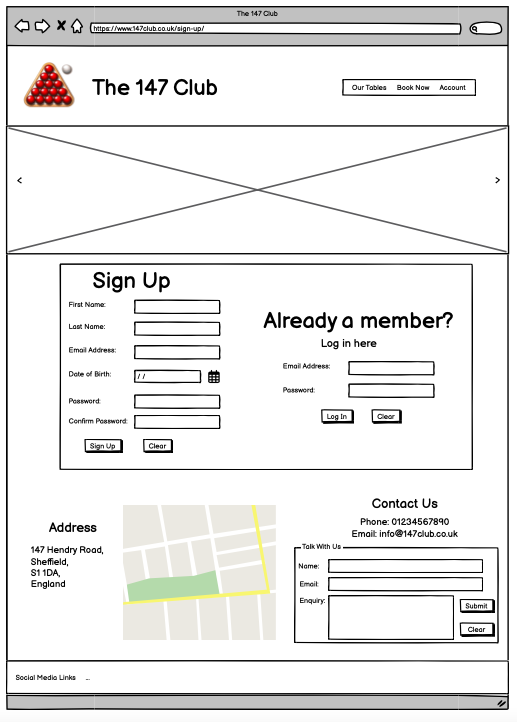 The 147 Club
https://www.147club.co.uk/sign-up/
The 147 Club
Our Tables Book Now Account
< >
Sign Up
First Name:
Last Name:
Email Address:
Date of Birth: / /
Password:
Confirm Password:
Sign Up Clear
Already a member?
Log in here
Email Address:
Password:
Log In Clear
Address
147 Hendry Road,
Sheffield,
S1 1DA,
England
Contact Us
Phone: 01234567890
Email: info@147club.co.uk
Talk With Us
Name:
Email:
Enquiry:
Submit
Clear
Social Media Links ...